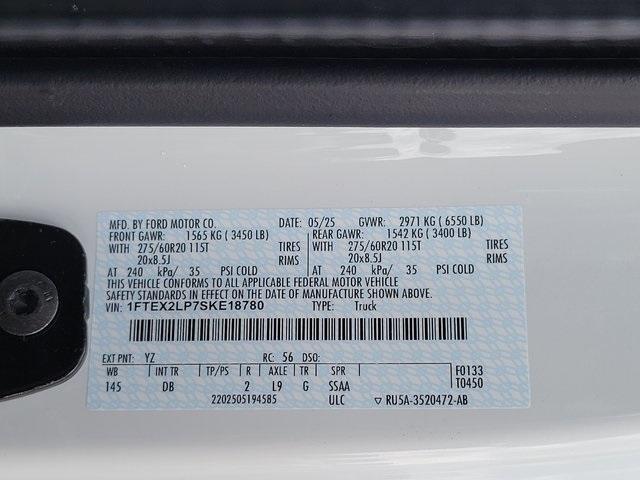 MFD. BY FORD MOTOR CO. DATE: 05/25 GVWR: 2971 KG ( 6550 LB)
FRONT GAWR: 1565 KG ( 3450 LB) REAR GAWR: 1542 KG ( 3400 LB)
WITH 275/60R20 115T TIRES WITH 275/60R20 115T TIRES
20x8.5J RIMS 20x8.5J RIMS
AT 240 kPa/ 35 PSI COLD AT 240 kPa/ 35 PSI COLD
THIS VEHICLE CONFORMS TO ALL APPLICABLE FEDERAL MOTOR VEHICLE
SAFETY STANDARDS IN EFFECT ON THE DATE OF MANUFACTURE SHOWN ABOVE.
VIN: 1FTEX2LP7SKE18780 TYPE: Truck
EXT PNT: YZ RC: 56 DSO:
WB INT TR TP/PS R AXLE TR SPR F0133
145 DB 2 L9 G SSAA T0450
2202505194585 ULC ▽ RU5A-3520472-AB